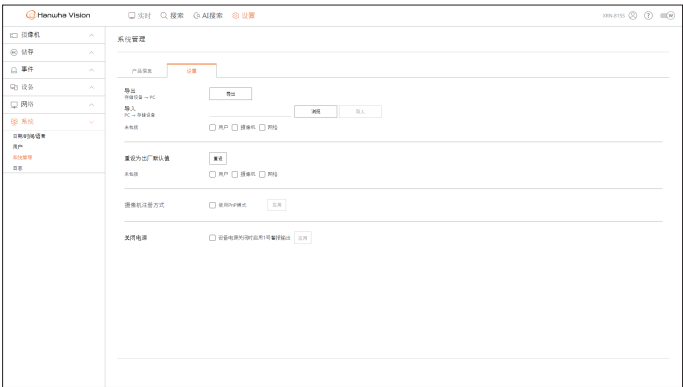 Hanwha Vision
实时 搜索 AI搜索 设置
XRN-815S
摄像机
储存
事件
设备
网络
系统
日期/时间/语言
用户
系统管理
日志
系统管理
产品信息 设置
导出
存储设备 → PC
导出
导入
PC → 存储设备
浏览 导入
未包括
用户 摄像机 网络
重设为出厂默认值
重设
未包括
用户 摄像机 网络
摄像机注册方式
使用PnP模式
应用
关闭电源
设备电源关闭时启用1号警报输出
应用